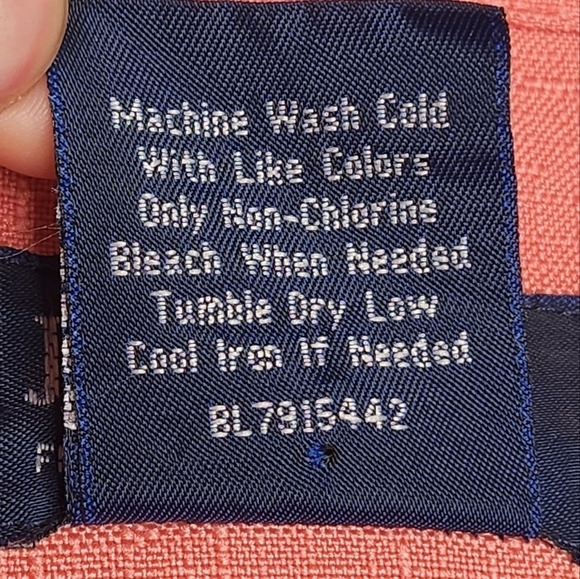 Machine Wash Cold
With Like Colors
Only Non-Chlorine
Bleach When Needed
Tumble Dry Low
Cool Iron If Needed
BL7915442